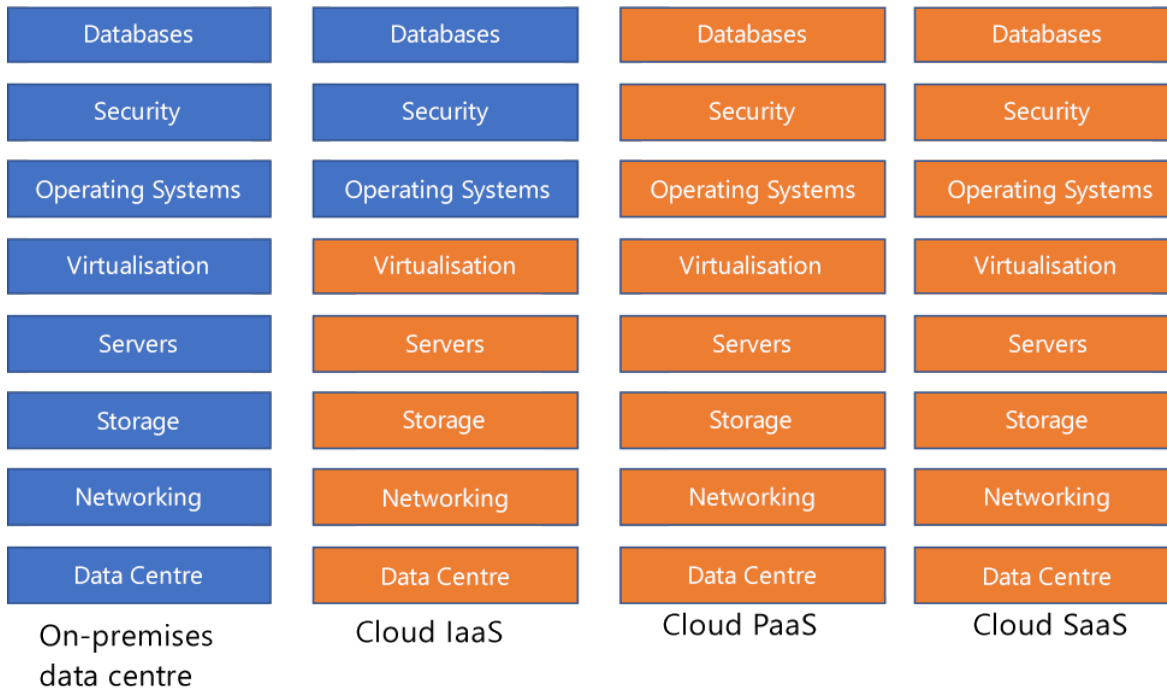 Databases Databases Databases Databases
Security Security Security Security
Operating Systems Operating Systems Operating Systems Operating Systems
Virtualisation Virtualisation Virtualisation Virtualisation
Servers Servers Servers Servers
Storage Storage Storage Storage
Networking Networking Networking Networking
Data Centre Data Centre Data Centre Data Centre
On-premises
data centre
Cloud IaaS
Cloud PaaS
Cloud SaaS